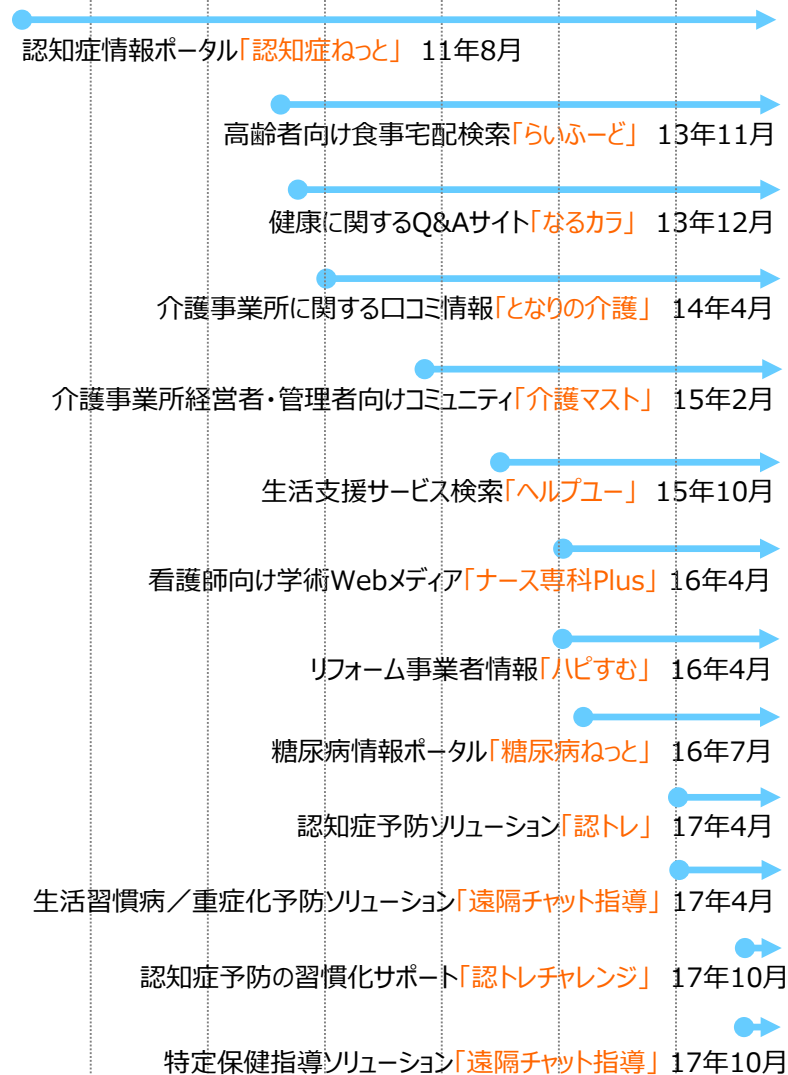 認知症情報ポータル「認知症ねっと」 11年8月
高齢者向け食事宅配検索「らいふーど」 13年11月
健康に関するQ&Aサイト「なるカラ」 13年12月
介護事業所に関する口コミ情報「となりの介護」 14年4月
介護事業所経営者・管理者向けコミュニティ「介護マスト」 15年2月
生活支援サービス検索「ヘルプユー」 15年10月
看護師向け学術Webメディア「ナース専科Plus」 16年4月
リフォーム事業者情報「ハピすむ」 16年4月
糖尿病情報ポータル「糖尿病ねっと」 16年7月
認知症予防ソリューション「認トレ」 17年4月
生活習慣病／重症化予防ソリューション「遠隔チャット指導」 17年4月
認知症予防の習慣化サポート「認トレチャレンジ」 17年10月
特定保健指導ソリューション「遠隔チャット指導」 17年10月